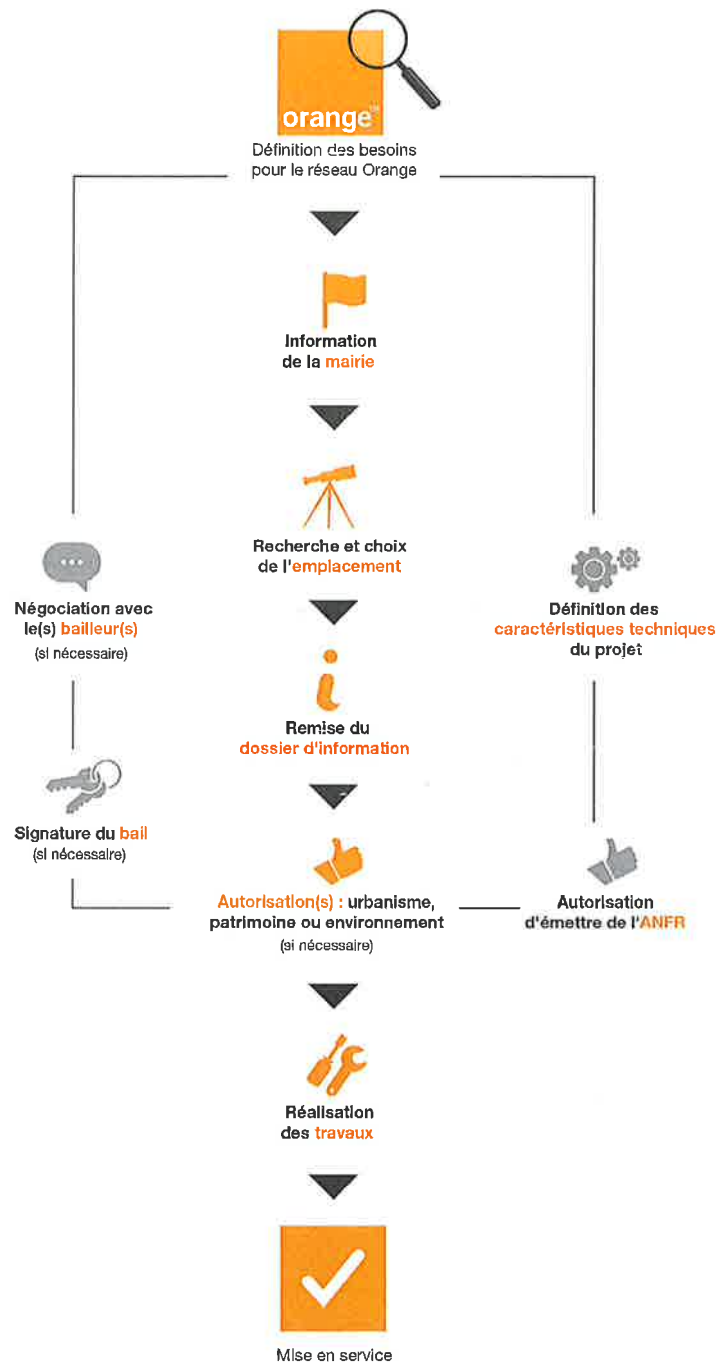 orange™
Définition des besoins
pour le réseau Orange
Information
de la mairie
Recherche et choix
de l'emplacement
Négociation avec
le(s) bailleur(s)
(si nécessaire)
Définition des
caractéristiques techniques
du projet
Remise du
dossier d'information
Signature du bail
(si nécessaire)
Autorisation(s) : urbanisme,
patrimoine ou environnement
(si nécessaire)
Autorisation
d'émettre de l'ANFR
Réalisation
des travaux
Mise en service